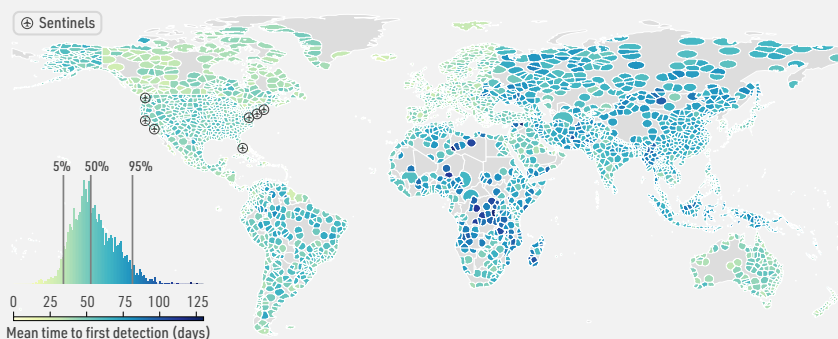 Sentinels
5% 50% 95%
0 25 50 75 100 125
Mean time to first detection (days)